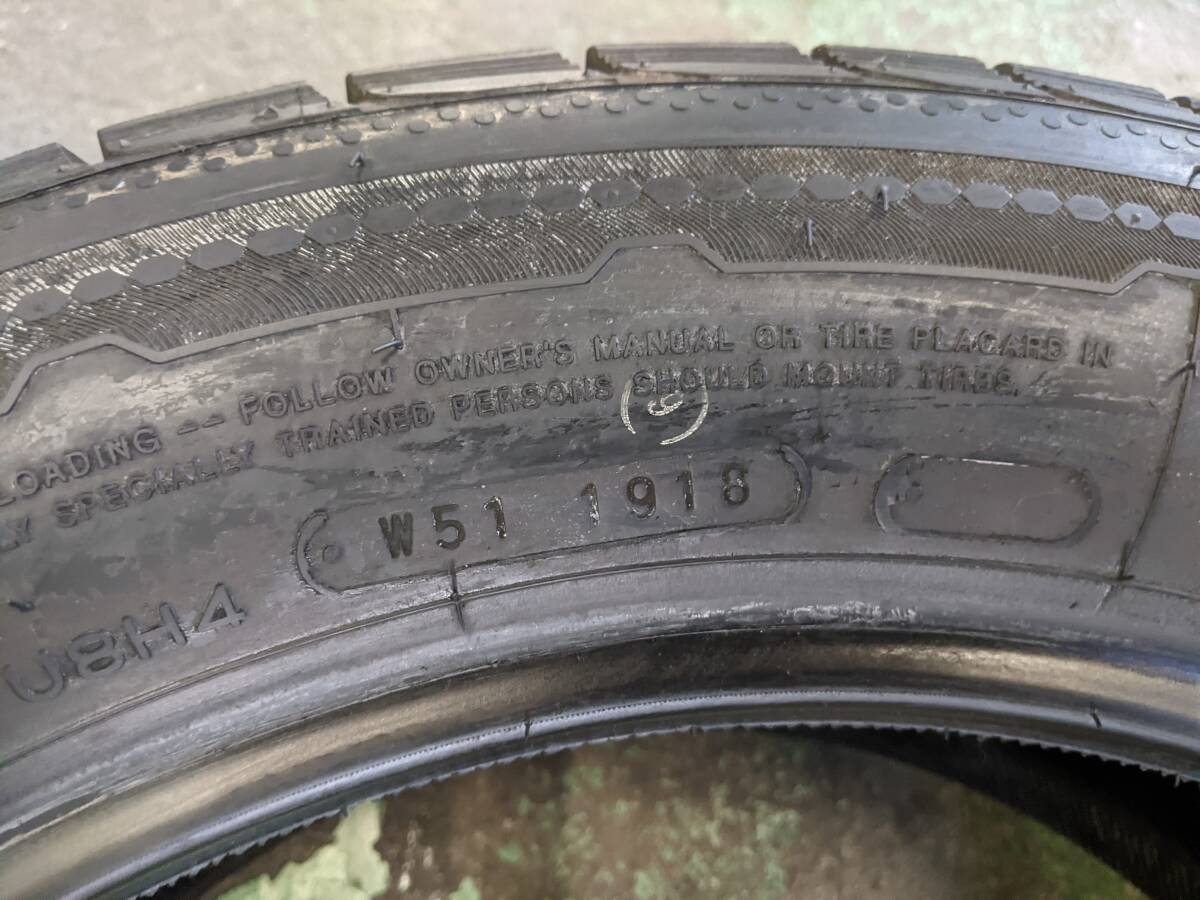 LOADING -- FOLLOW OWNER'S MANUAL OR TIRE PLACARD IN
LY SPECIALLY TRAINED PERSONS SHOULD MOUNT TIRES.
W51 1918
U8H4